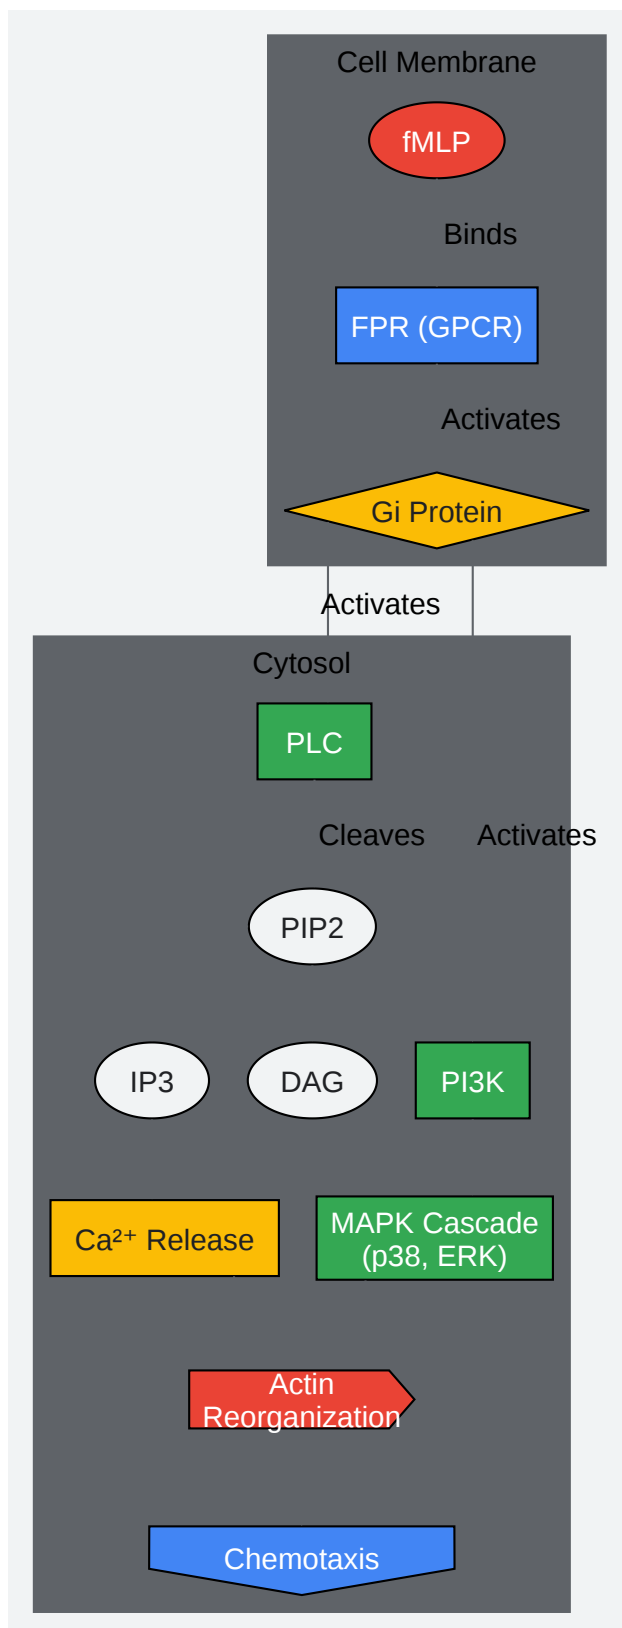 Cell Membrane
fMLP
Binds
FPR (GPCR)
Activates
Gi Protein
Activates
Cytosol
PLC
Cleaves
Activates
PIP2
IP3
DAG
PI3K
Ca²⁺ Release
MAPK Cascade
(p38, ERK)
Actin
Reorganization
Chemotaxis